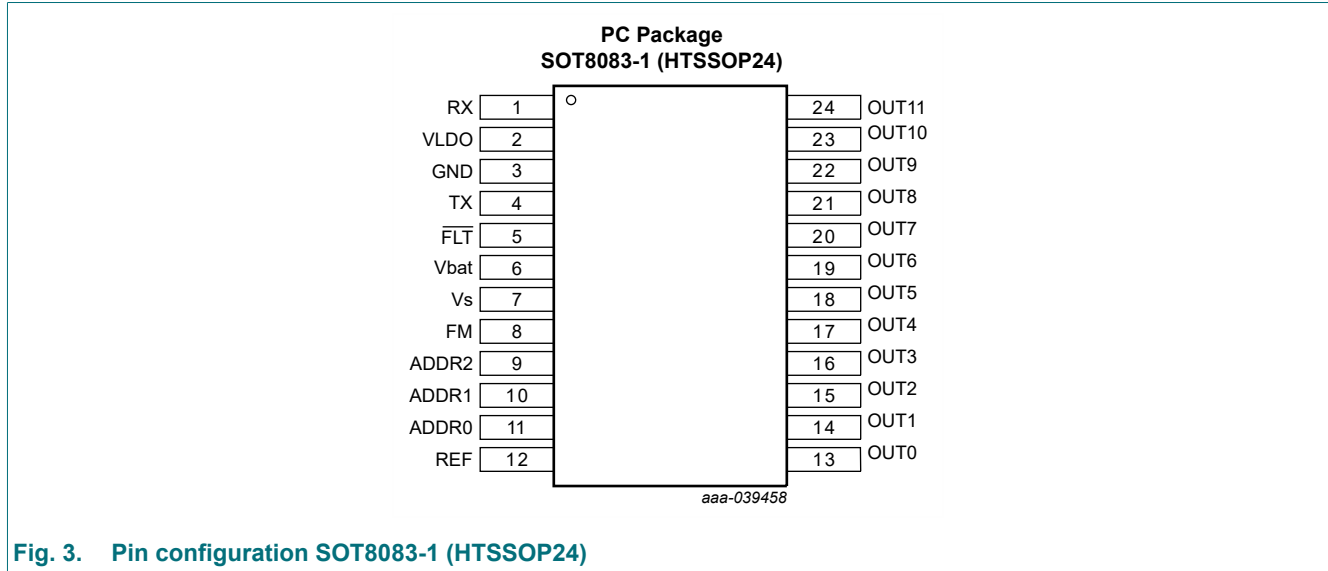 PC Package
SOT8083-1 (HTSSOP24)
RX 1 24 OUT11
VLDO 2 23 OUT10
GND 3 22 OUT9
TX 4 21 OUT8
F̅L̅T̅ 5 20 OUT7
Vbat 6 19 OUT6
Vs 7 18 OUT5
FM 8 17 OUT4
ADDR2 9 16 OUT3
ADDR1 10 15 OUT2
ADDR0 11 14 OUT1
REF 12 13 OUT0
aaa-039458
Fig. 3. Pin configuration SOT8083-1 (HTSSOP24)